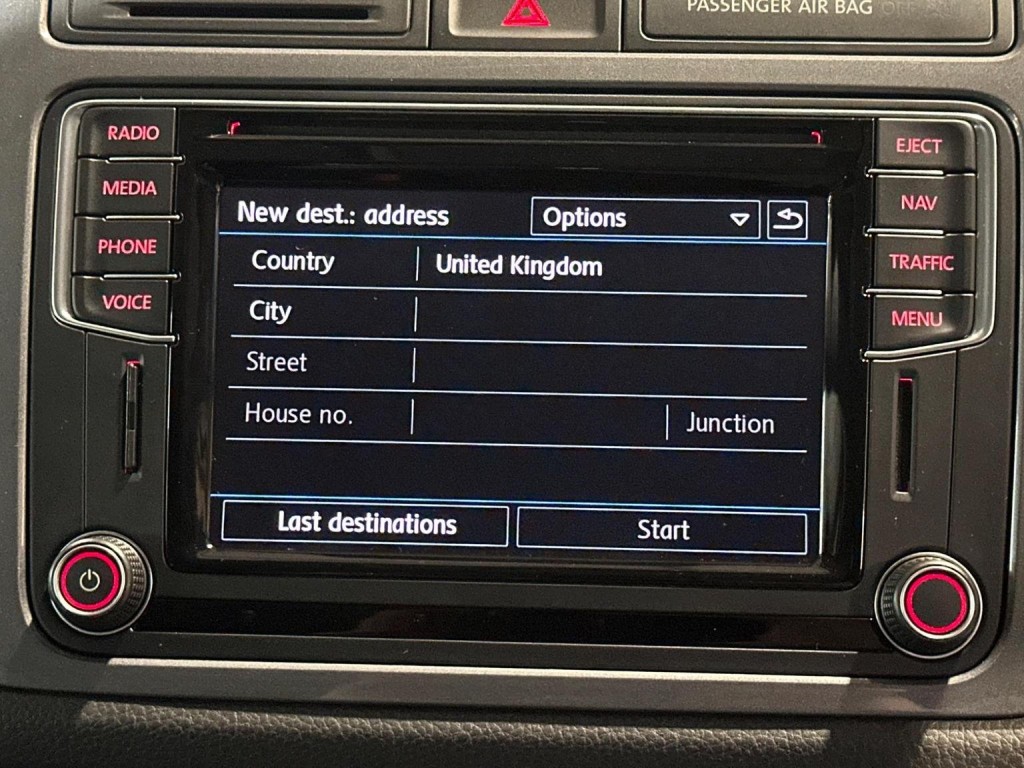 PASSENGER AIR BAG OFF
RADIO
MEDIA
PHONE
VOICE
New dest.: address
Options
Country
United Kingdom
City
Street
House no.
Junction
Last destinations
Start
EJECT
NAV
TRAFFIC
MENU